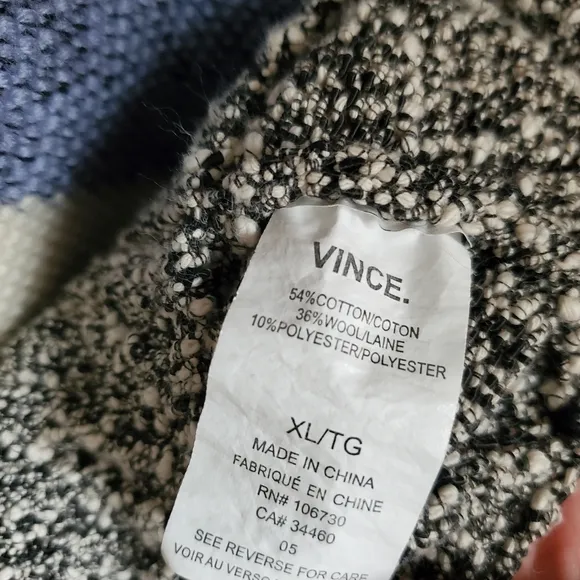 VINCE.
54%COTTON/COTON
36%WOOL/LAINE
10%POLYESTER/POLYESTER
XL/TG
MADE IN CHINA
FABRIQUÉ EN CHINE
RN# 106730
CA# 34460
05
SEE REVERSE FOR CARE
VOIR AU VERSO